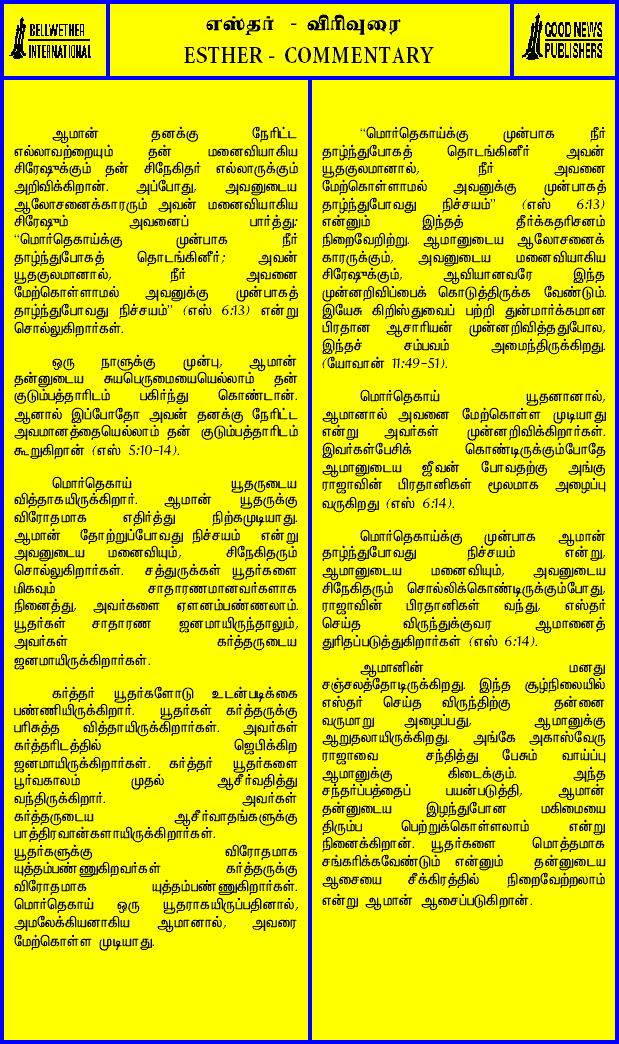 BELLWETHER
INTERNATIONAL
எஸ்தர் - விரிவுரை
ESTHER - COMMENTARY
GOOD NEWS
PUBLISHERS
ஆமான் தனக்கு நேரிட்ட
எல்லாவற்றையும் தன் மனைவியாகிய
சிரேஷுக்கும் தன் சிநேகிதர் எல்லாருக்கும்
அறிவிக்கிறான். அப்போது, அவனுடைய
ஆலோசனைக்காரரும் அவன் மனைவியாகிய
சிரேஷும் அவனைப் பார்த்து:
“மொர்தெகாய்க்கு முன்பாக நீர்
தாழ்ந்துபோகத் தொடங்கினீர்; அவன்
யூதகுலமானால், நீர் அவனை
மேற்கொள்ளாமல் அவனுக்கு முன்பாகத்
தாழ்ந்துபோவது நிச்சயம்” (எஸ் 6:13) என்று
சொல்லுகிறார்கள்.
ஒரு நாளுக்கு முன்பு, ஆமான்
தன்னுடைய சுயபெருமையையெல்லாம் தன்
குடும்பத்தாரிடம் பகிர்ந்து கொண்டான்.
ஆனால் இப்போதோ அவன் தனக்கு நேரிட்ட
அவமானத்தையெல்லாம் தன் குடும்பத்தாரிடம்
கூறுகிறான் (எஸ் 5:10-14).
மொர்தெகாய் யூதருடைய
வித்தாகயிருக்கிறார். ஆமான் யூதருக்கு
விரோதமாக எதிர்த்து நிற்கமுடியாது.
ஆமான் தோற்றுப்போவது நிச்சயம் என்று
அவனுடைய மனைவியும், சிநேகிதரும்
சொல்லுகிறார்கள். சத்துருக்கள் யூதர்களை
மிகவும் சாதாரணமானவர்களாக
நினைத்து, அவர்களை ஏளனம்பண்ணலாம்.
யூதர்கள் சாதாரண ஜனமாயிருந்தாலும்,
அவர்கள் கர்த்தருடைய
ஜனமாயிருக்கிறார்கள்.
கர்த்தர் யூதர்களோடு உடன்படிக்கை
பண்ணியிருக்கிறார். யூதர்கள் கர்த்தருக்கு
பரிசுத்த வித்தாயிருக்கிறார்கள். அவர்கள்
கர்த்தரிடத்தில் ஜெபிக்கிற
ஜனமாயிருக்கிறார்கள். கர்த்தர் யூதர்களை
பூர்வகாலம் முதல் ஆசீர்வதித்து
வந்திருக்கிறார். அவர்கள்
கர்த்தருடைய ஆசீர்வாதங்களுக்கு
பாத்திரவான்களாயிருக்கிறார்கள்.
யூதர்களுக்கு விரோதமாக
யுத்தம்பண்ணுகிறவர்கள் கர்த்தருக்கு
விரோதமாக யுத்தம்பண்ணுகிறார்கள்.
மொர்தெகாய் ஒரு யூதராகயிருப்பதினால்,
அமலேக்கியனாகிய ஆமானால், அவரை
மேற்கொள்ள முடியாது.
“மொர்தெகாய்க்கு முன்பாக நீர்
தாழ்ந்துபோகத் தொடங்கினீர் அவன்
யூதகுலமானால், நீர் அவனை
மேற்கொள்ளாமல் அவனுக்கு முன்பாகத்
தாழ்ந்துபோவது நிச்சயம்” (எஸ் 6:13)
என்னும் இந்தத் தீர்க்கதரிசனம்
நிறைவேறிற்று. ஆமானுடைய ஆலோசனைக்
காரருக்கும், அவனுடைய மனைவியாகிய
சிரேஷுக்கும், ஆவியானவரே இந்த
முன்னறிவிப்பைக் கொடுத்திருக்க வேண்டும்.
இயேசு கிறிஸ்துவைப் பற்றி துன்மார்க்கமான
பிரதான ஆசாரியன் முன்னறிவித்ததுபோல,
இந்தச் சம்பவம் அமைந்திருக்கிறது.
(யோவான் 11:49-51).
மொர்தெகாய் யூதனானால்,
ஆமானால் அவனை மேற்கொள்ள முடியாது
என்று அவர்கள் முன்னறிவிக்கிறார்கள்.
இவர்கள்பேசிக் கொண்டிருக்கும்போதே
ஆமானுடைய ஜீவன் போவதற்கு அங்கு
ராஜாவின் பிரதானிகள் மூலமாக அழைப்பு
வருகிறது (எஸ் 6:14).
மொர்தெகாய்க்கு முன்பாக ஆமான்
தாழ்ந்துபோவது நிச்சயம் என்று,
ஆமானுடைய மனைவியும், அவனுடைய
சிநேகிதரும் சொல்லிக்கொண்டிருக்கும்போது,
ராஜாவின் பிரதானிகள் வந்து, எஸ்தர்
செய்த விருந்துக்குவர ஆமானைத்
துரிதப்படுத்துகிறார்கள் (எஸ் 6:14).
ஆமானின் மனது
சஞ்சலத்தோடிருக்கிறது. இந்த சூழ்நிலையில்
எஸ்தர் செய்த விருந்திற்கு தன்னை
வருமாறு அழைப்பது, ஆமானுக்கு
ஆறுதலாயிருக்கிறது. அங்கே அகாஸ்வேரு
ராஜாவை சந்தித்து பேசும் வாய்ப்பு
ஆமானுக்கு கிடைக்கும். அந்த
சந்தர்ப்பத்தைப் பயன்படுத்தி, ஆமான்
தன்னுடைய இழந்துபோன மகிமையை
திரும்ப பெற்றுக்கொள்ளலாம் என்று
நினைக்கிறான். யூதர்களை மொத்தமாக
சங்கரிக்கவேண்டும் என்னும் தன்னுடைய
ஆசையை சீக்கிரத்தில் நிறைவேற்றலாம்
என்று ஆமான் ஆசைப்படுகிறான்.